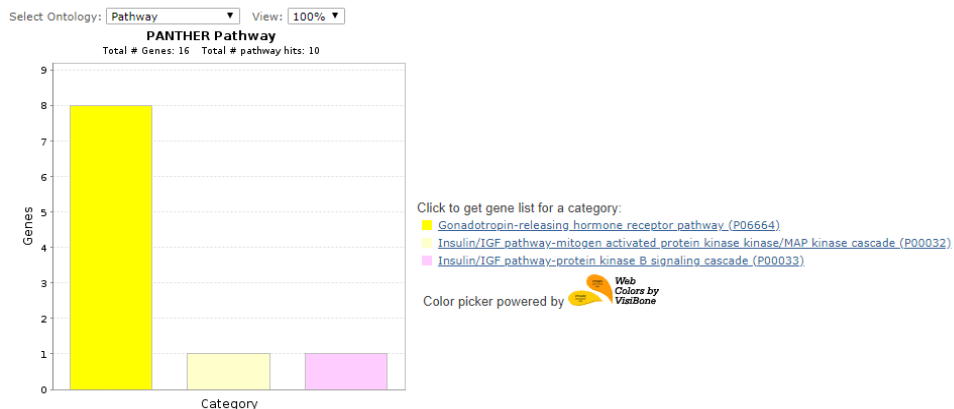 Select Ontology: Pathway ▼ View: 100% ▼
PANTHER Pathway
Total # Genes: 16 Total # pathway hits: 10
9
8
7
6
5
4
3
2
1
0
Genes
Category
Click to get gene list for a category:
Gonadotropin-releasing hormone receptor pathway (P06664)
Insulin/IGF pathway-mitogen activated protein kinase kinase/MAP kinase cascade (P00032)
Insulin/IGF pathway-protein kinase B signaling cascade (P00033)
Color picker powered by
Web
Colors by
VisiBone